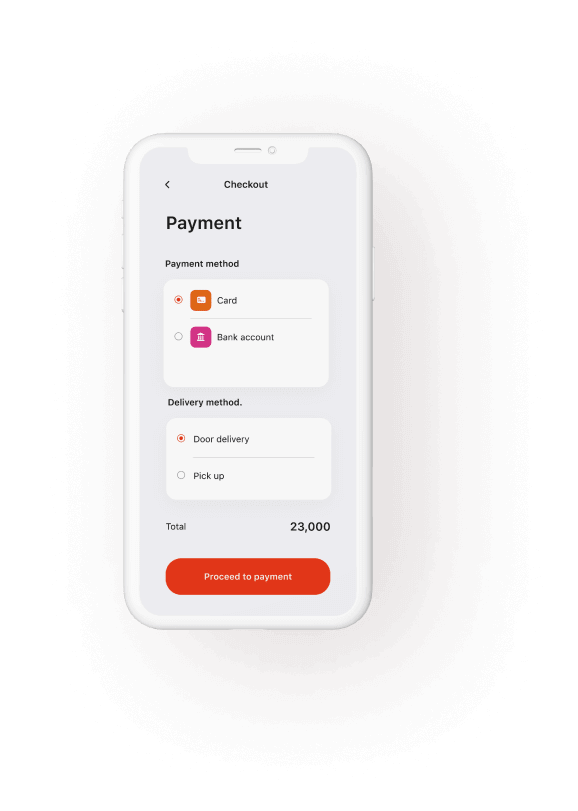 Checkout
Payment
Payment method
Card
Bank account
Delivery method.
Door delivery
Pick up
Total 23,000
Proceed to payment